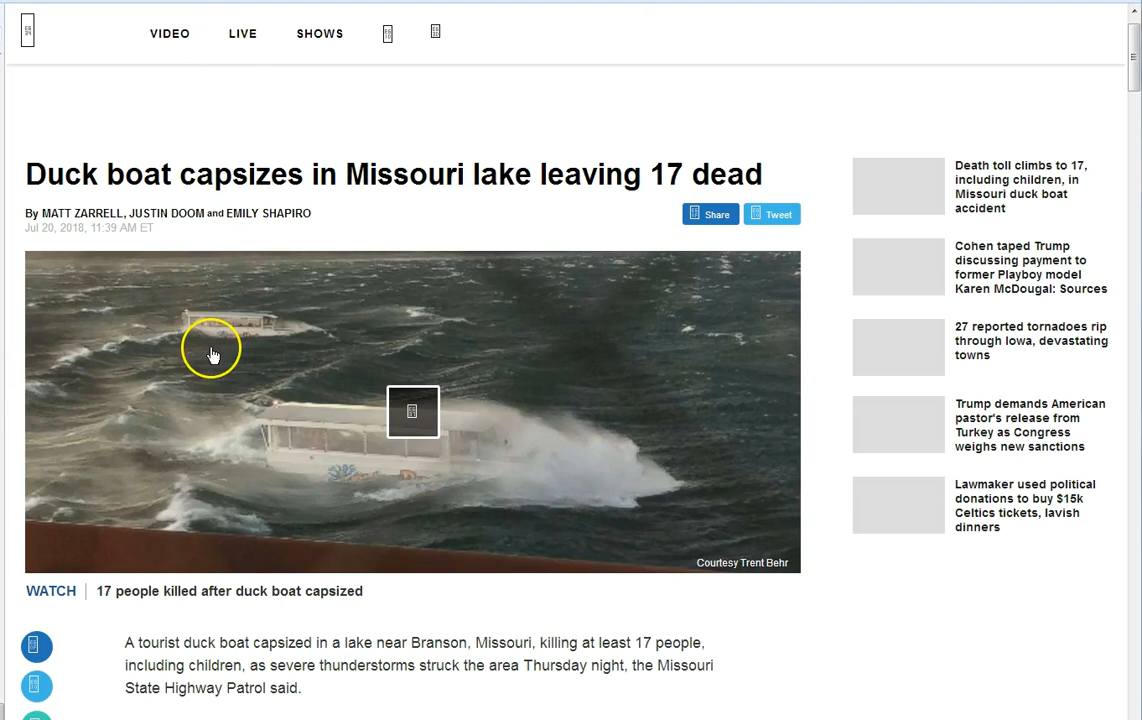 VIDEO LIVE SHOWS
Duck boat capsizes in Missouri lake leaving 17 dead
By MATT ZARRELL, JUSTIN DOOM and EMILY SHAPIRO
Jul 20, 2018, 11:39 AM ET
Share Tweet
Courtesy Trent Behr
WATCH | 17 people killed after duck boat capsized
A tourist duck boat capsized in a lake near Branson, Missouri, killing at least 17 people,
including children, as severe thunderstorms struck the area Thursday night, the Missouri
State Highway Patrol said.
Death toll climbs to 17,
including children, in
Missouri duck boat
accident
Cohen taped Trump
discussing payment to
former Playboy model
Karen McDougal: Sources
27 reported tornadoes rip
through Iowa, devastating
towns
Trump demands American
pastor's release from
Turkey as Congress
weighs new sanctions
Lawmaker used political
donations to buy $15k
Celtics tickets, lavish
dinners